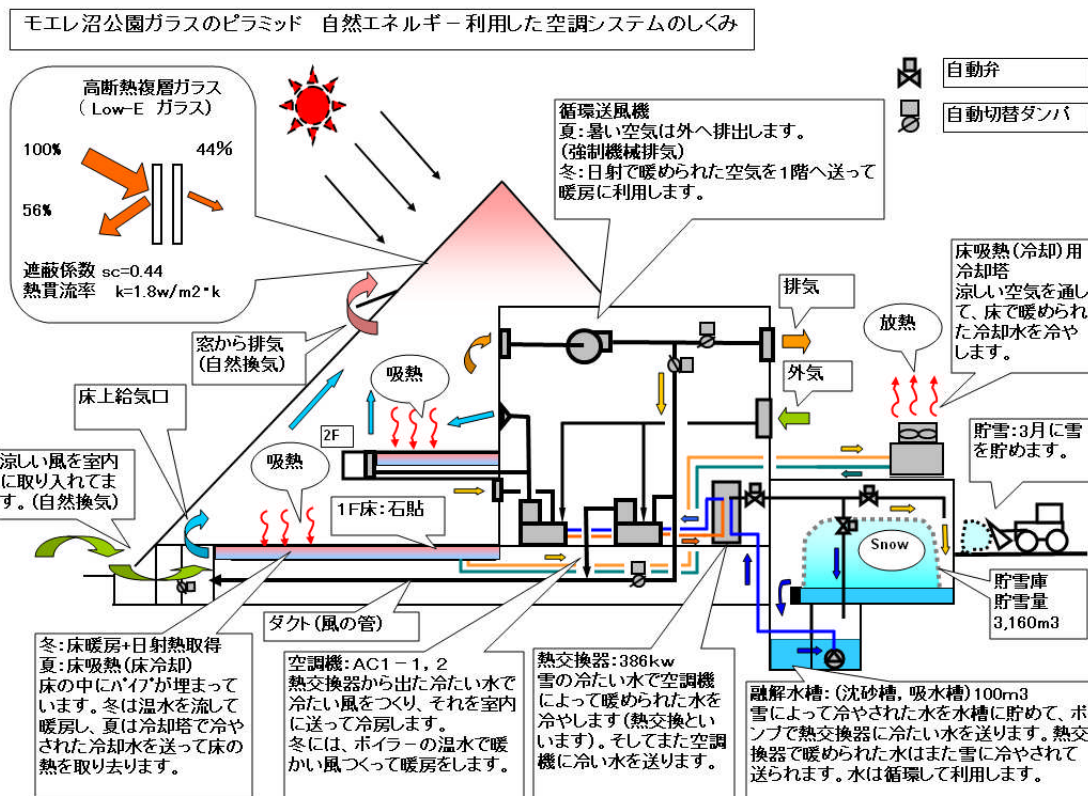 モエレ沼公園ガラスのピラミッド　自然エネルギー利用した空調システムのしくみ
高断熱複層ガラス
（Low-E ガラス）
100%
44%
56%
遮蔽係数 sc=0.44
熱貫流率　k=1.8w/m2・k
循環送風機
夏：暑い空気は外へ排出します。
（強制機械排気）
冬：日射で暖められた空気を1階へ送って
暖房に利用します。
自動弁
自動切替ダンパ
床吸熱（冷却）用
冷却塔
涼しい空気を通し
て、床で暖められ
た冷却水を冷や
します。
排気
放熱
外気
窓から排気
（自然換気）
吸熱
床上給気口
2F
貯雪：3月に雪
を貯めます。
涼しい風を室内
に取り入れてま
す。（自然換気）
吸熱
1F床：石貼
Snow
貯雪庫
貯雪量
3,160m3
ダクト（風の管）
冬：床暖房+日射熱取得
夏：床吸熱（床冷却）
床の中にパイプが埋まって
います。冬は温水を流して
暖房し、夏は冷却塔で冷や
された冷却水を送って床の
熱を取り去ります。
空調機：AC1－1，2
熱交換器から出た冷たい水で
冷たい風をつくり、それを室内
に送って冷房します。
冬には、ボイラーの温水で暖
かい風つくって暖房をします。
熱交換器：386kw
雪の冷たい水で空調機
によって暖められた水を
冷やします（熱交換とい
います）。そしてまた空調
機に冷い水を送ります。
融解水槽：（沈砂槽，吸水槽）100m3
雪によって冷やされた水を水槽に貯めて、ポ
ンプで熱交換器に冷たい水を送ります。熱交
換器で暖められた水はまた雪に冷やされて
送られます。水は循環して利用します。